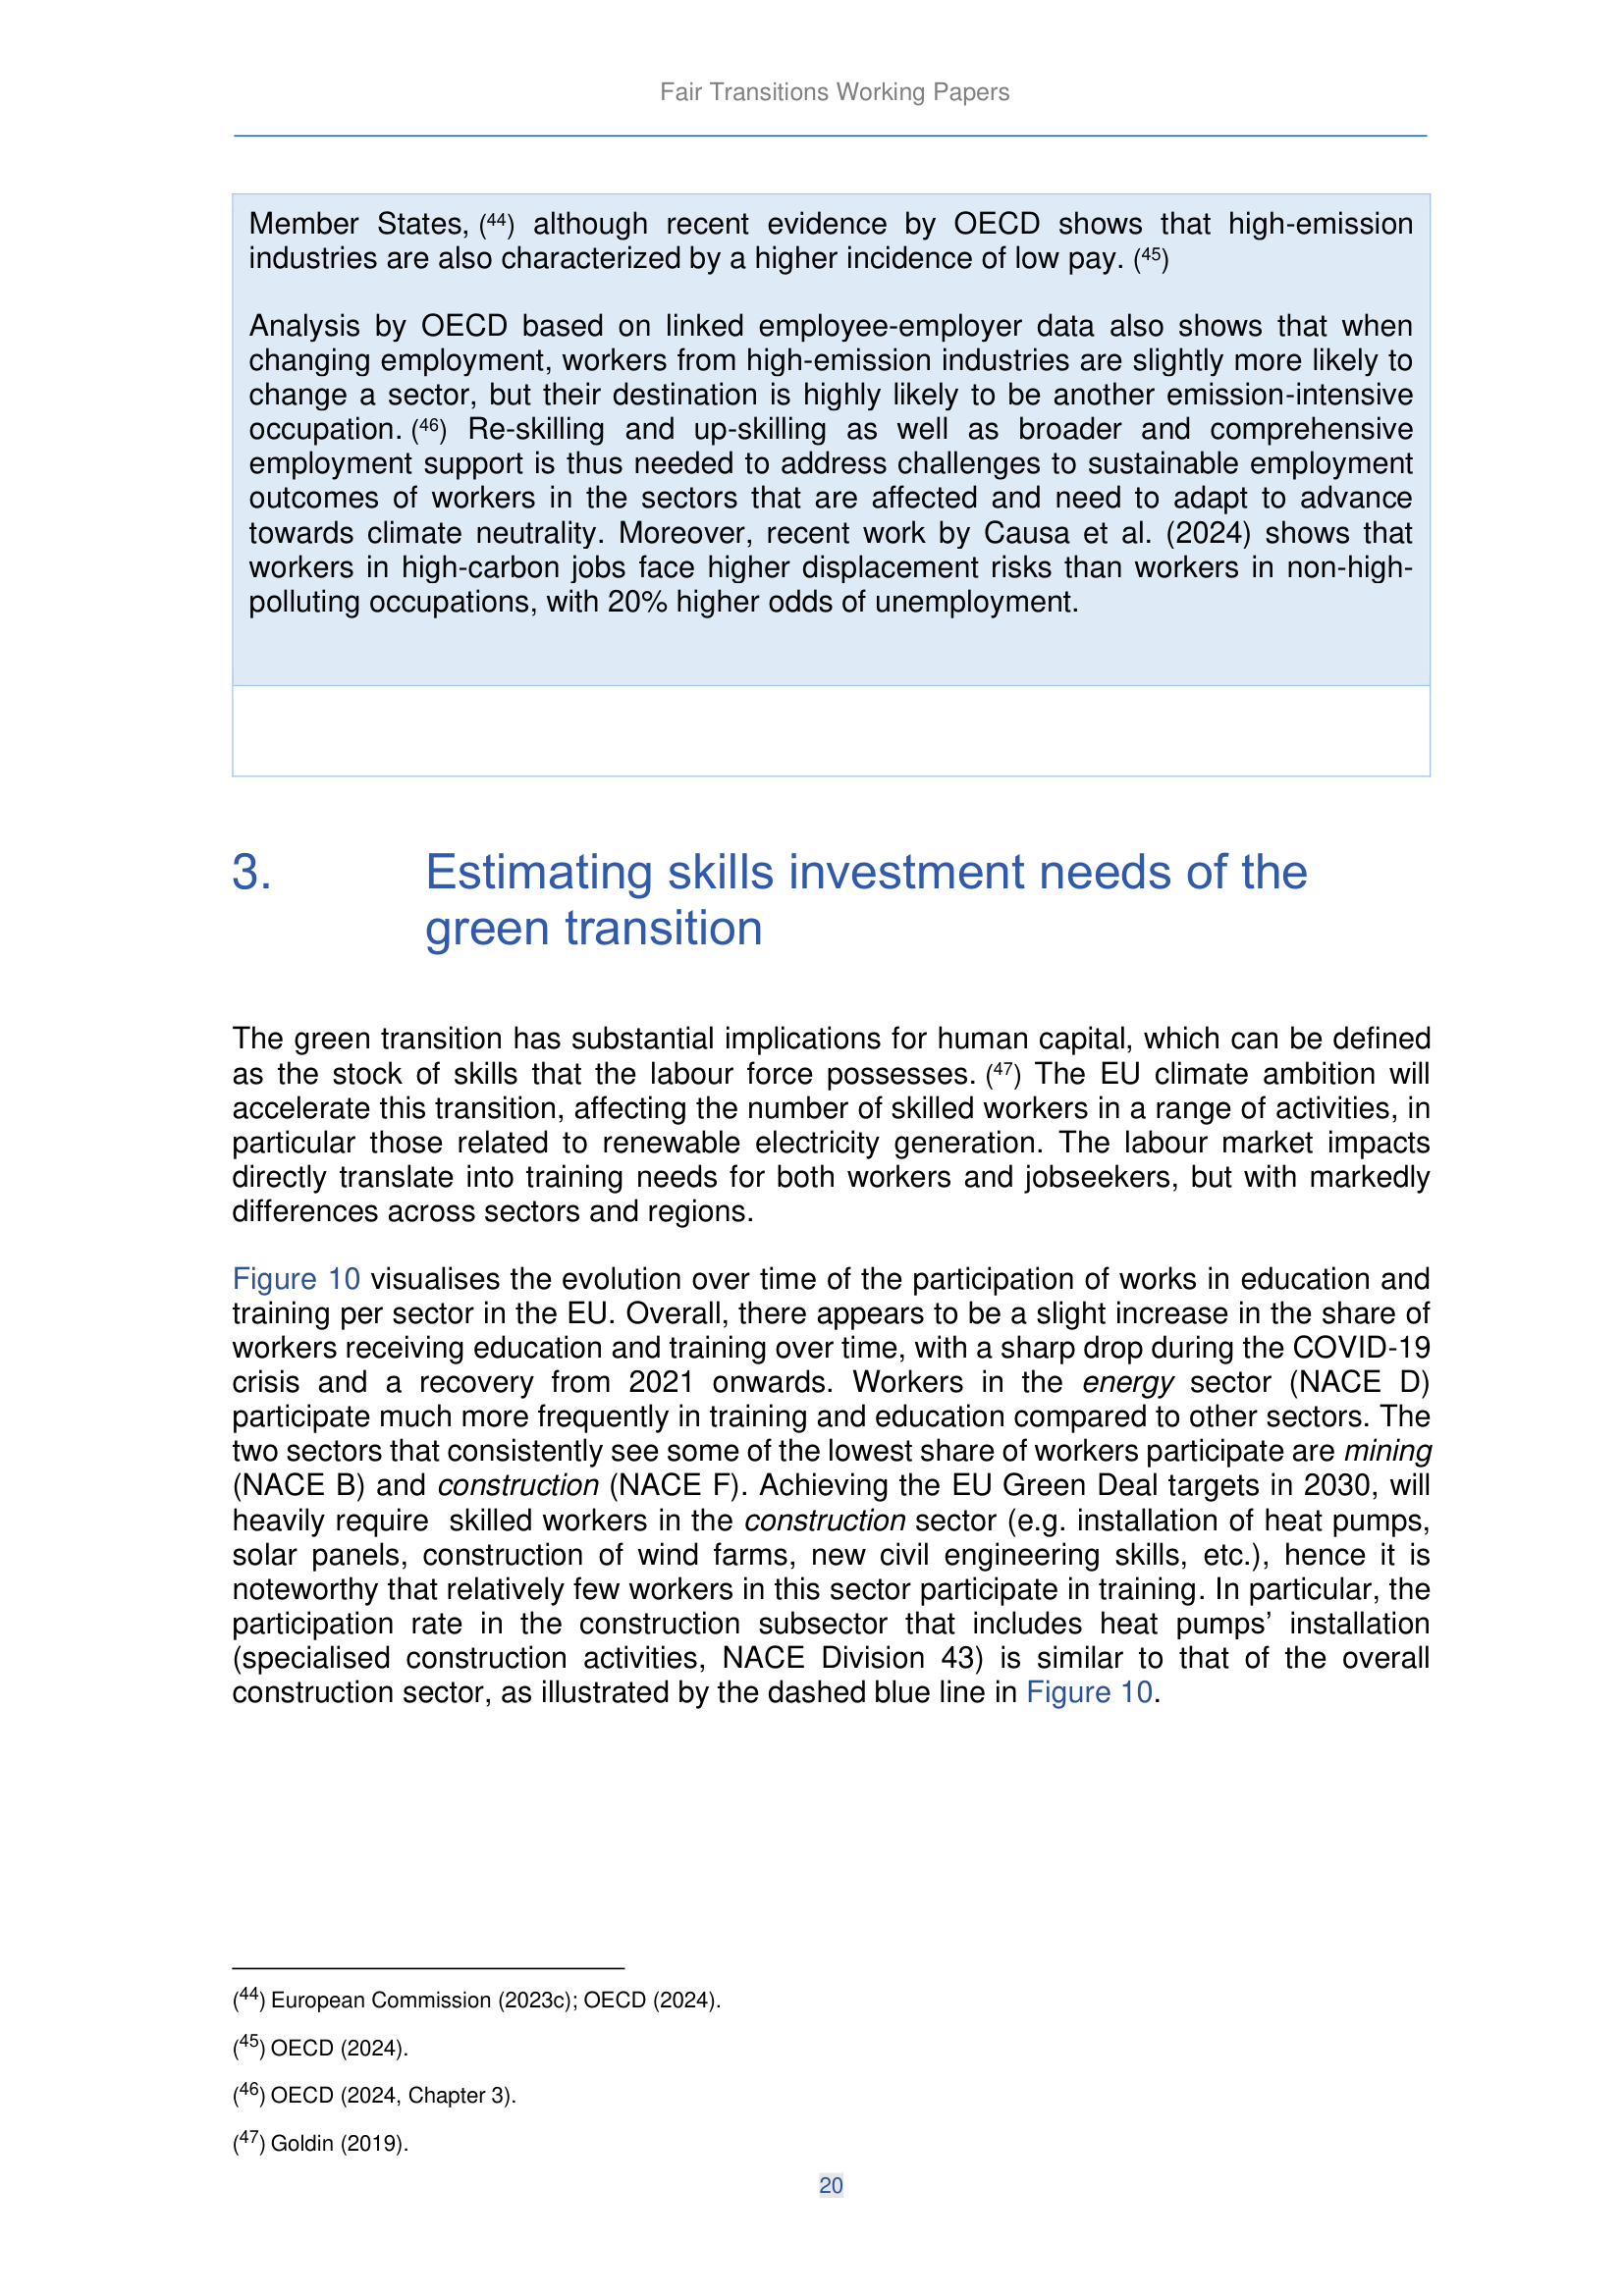 Fair Transitions Working Papers
Member States, (44) although recent evidence by OECD shows that high-emission
industries are also characterized by a higher incidence of low pay. (45)
Analysis by OECD based on linked employee-employer data also shows that when
changing employment, workers from high-emission industries are slightly more likely to
change a sector, but their destination is highly likely to be another emission-intensive
occupation. (46) Re-skilling and up-skilling as well as broader and comprehensive
employment support is thus needed to address challenges to sustainable employment
outcomes of workers in the sectors that are affected and need to adapt to advance
towards climate neutrality. Moreover, recent work by Causa et al. (2024) shows that
workers in high-carbon jobs face higher displacement risks than workers in non-high-
polluting occupations, with 20% higher odds of unemployment.
3. Estimating skills investment needs of the
green transition
The green transition has substantial implications for human capital, which can be defined
as the stock of skills that the labour force possesses. (47) The EU climate ambition will
accelerate this transition, affecting the number of skilled workers in a range of activities, in
particular those related to renewable electricity generation. The labour market impacts
directly translate into training needs for both workers and jobseekers, but with markedly
differences across sectors and regions.
Figure 10 visualises the evolution over time of the participation of works in education and
training per sector in the EU. Overall, there appears to be a slight increase in the share of
workers receiving education and training over time, with a sharp drop during the COVID-19
crisis and a recovery from 2021 onwards. Workers in the energy sector (NACE D)
participate much more frequently in training and education compared to other sectors. The
two sectors that consistently see some of the lowest share of workers participate are mining
(NACE B) and construction (NACE F). Achieving the EU Green Deal targets in 2030, will
heavily require  skilled workers in the construction sector (e.g. installation of heat pumps,
solar panels, construction of wind farms, new civil engineering skills, etc.), hence it is
noteworthy that relatively few workers in this sector participate in training. In particular, the
participation rate in the construction subsector that includes heat pumps’ installation
(specialised construction activities, NACE Division 43) is similar to that of the overall
construction sector, as illustrated by the dashed blue line in Figure 10.
(44) European Commission (2023c); OECD (2024).
(45) OECD (2024).
(46) OECD (2024, Chapter 3).
(47) Goldin (2019).
20